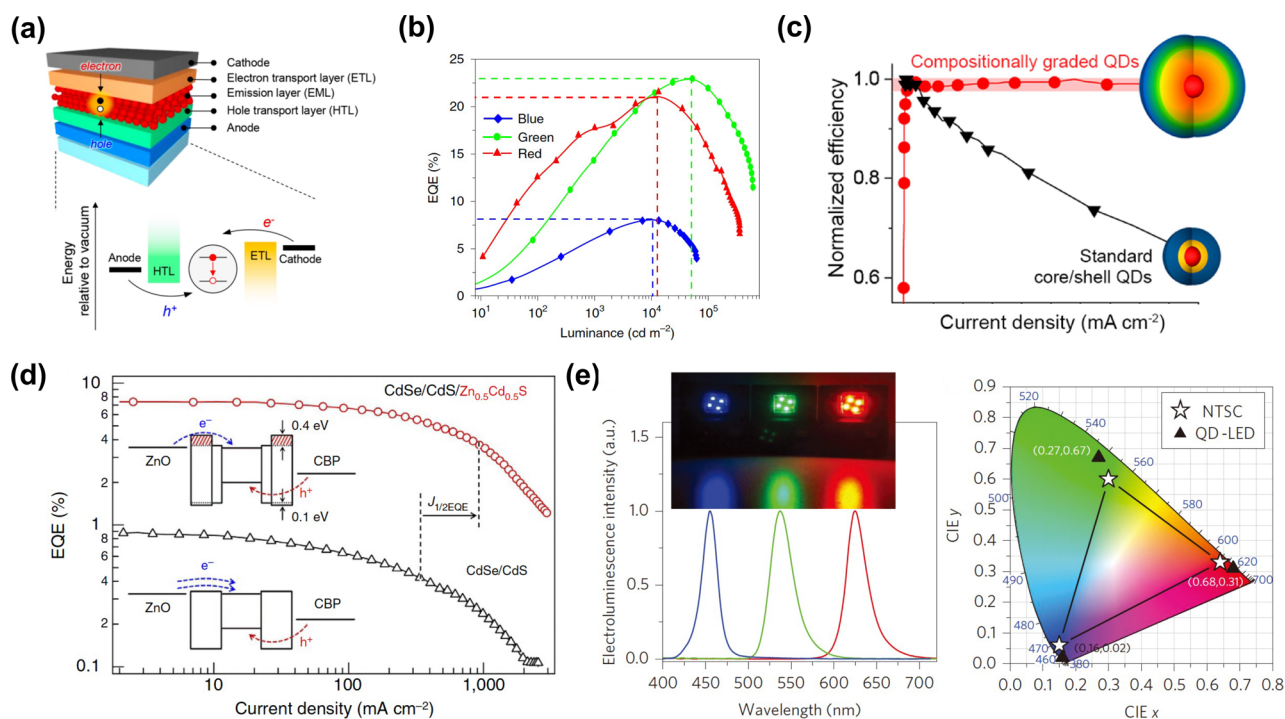 (a)
electron
Cathode
Electron transport layer (ETL)
Emission layer (EML)
Hole transport layer (HTL)
Anode
hole
Energy
relative to vacuum
Anode
HTL
e-
ETL
Cathode
h+
(b)
EQE (%)
25
20
15
10
5
0
Blue
Green
Red
10¹
10²
10³
10⁴
10⁵
Luminance (cd m⁻²)
(c)
Compositionally graded QDs
Normalized efficiency
1.0
0.8
0.6
Standard
core/shell QDs
Current density (mA cm⁻²)
(d)
EQE (%)
10
8
6
4
2
1
8
6
4
2
0.1
CdSe/CdS/Zn₀.₅Cd₀.₅S
e⁻
0.4 eV
ZnO
CBP
h+
0.1 eV
J1/2EQE
CdSe/CdS
e⁻
ZnO
CBP
h+
10
100
1,000
Current density (mA cm⁻²)
(e)
Electroluminescence intensity (a.u.)
1.5
1.0
0.5
0.0
400 450 500 550 600 650 700
Wavelength (nm)
CIE y
0.9
0.8
0.7
0.6
0.5
0.4
0.3
0.2
0.1
0.0
NTSC
QD-LED
520
540
(0.27,0.67)
560
500
580
600
620
700
490
(0.68,0.31)
480
470
(0.16,0.02)
460
380
0.0 0.1 0.2 0.3 0.4 0.5 0.6 0.7 0.8
CIE x